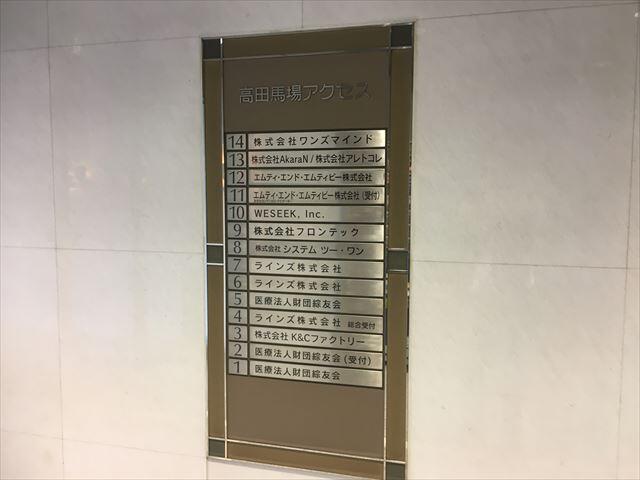 高田馬場アクセス
14 株式会社ワンズマインド
13 株式会社AkaraN / 株式会社アレトコレ
12 エムティ・エンド・エムティビー株式会社
11 エムティ・エンド・エムティビー株式会社（受付）
10 WESEEK, Inc.
9 株式会社フロンテック
8 株式会社 システム ツー・ワン
7 ラインズ株式会社
6 ラインズ株式会社
5 医療法人財団綜友会
4 ラインズ株式会社 総合受付
3 株式会社 K&Cファクトリー
2 医療法人財団綜友会（受付）
1 医療法人財団綜友会